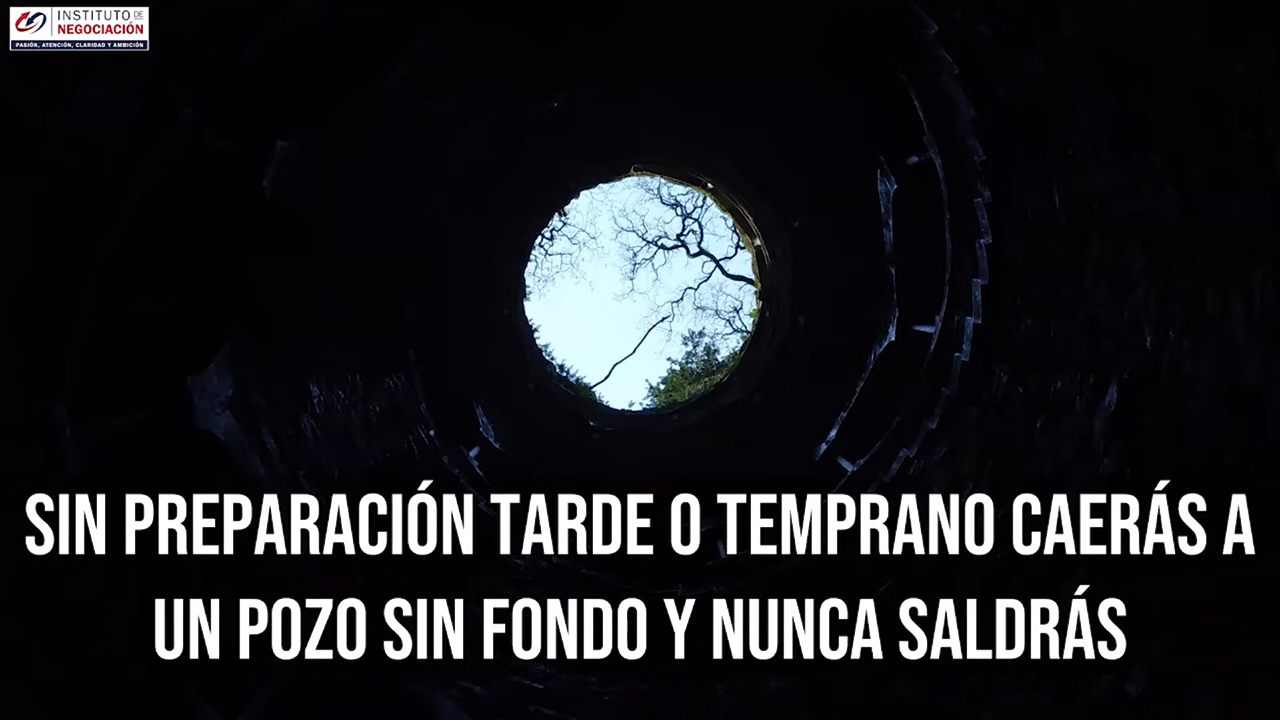 INSTITUTO DE
NEGOCIACIÓN
PASIÓN, ATENCIÓN, CLARIDAD Y AMBICIÓN
SIN PREPARACIÓN TARDE O TEMPRANO CAERÁS A
UN POZO SIN FONDO Y NUNCA SALDRÁS